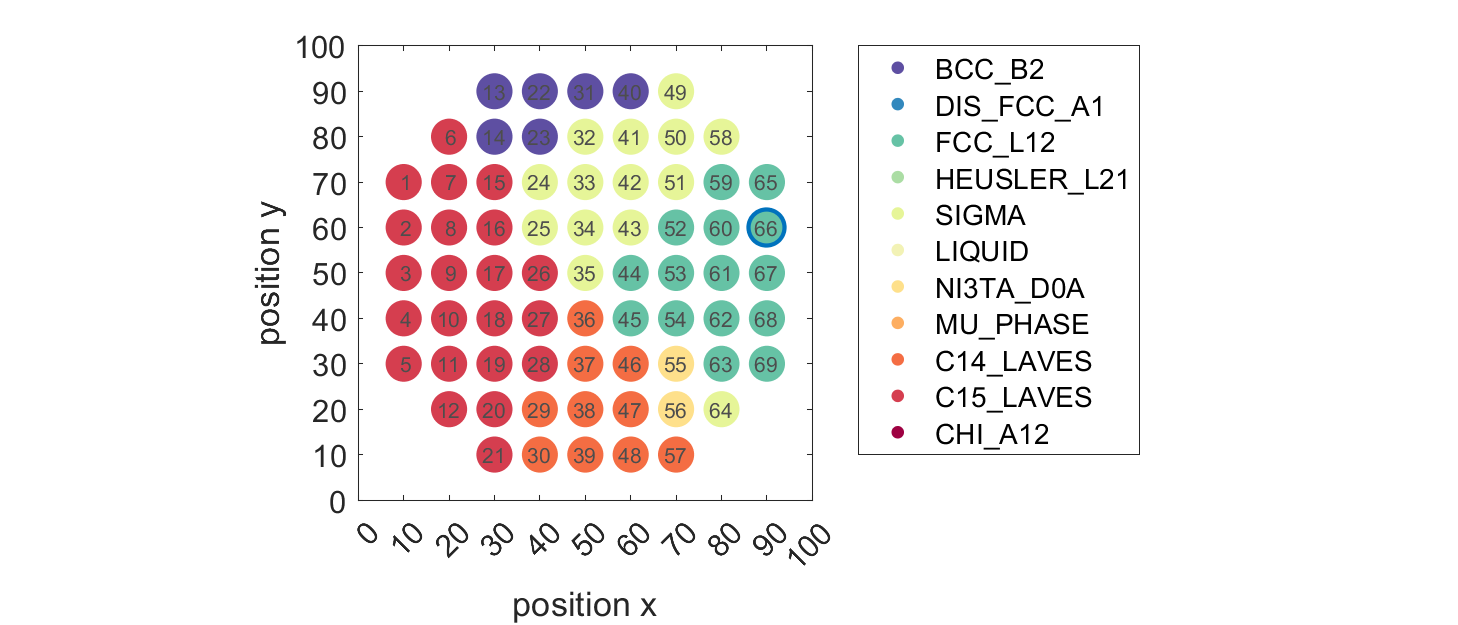 100
90
80
70
60
50
40
30
20
10
0
position y
13 22 31 40 49
6 14 23 32 41 50 58
1 7 15 24 33 42 51 59 65
2 8 16 25 34 43 52 60 66
3 9 17 26 35 44 53 61 67
4 10 18 27 36 45 54 62 68
5 11 19 28 37 46 55 63 69
12 20 29 38 47 56 64
21 30 39 48 57
0 10 20 30 40 50 60 70 80 90 100
position x
BCC_B2
DIS_FCC_A1
FCC_L12
HEUSLER_L21
SIGMA
LIQUID
NI3TA_D0A
MU_PHASE
C14_LAVES
C15_LAVES
CHI_A12